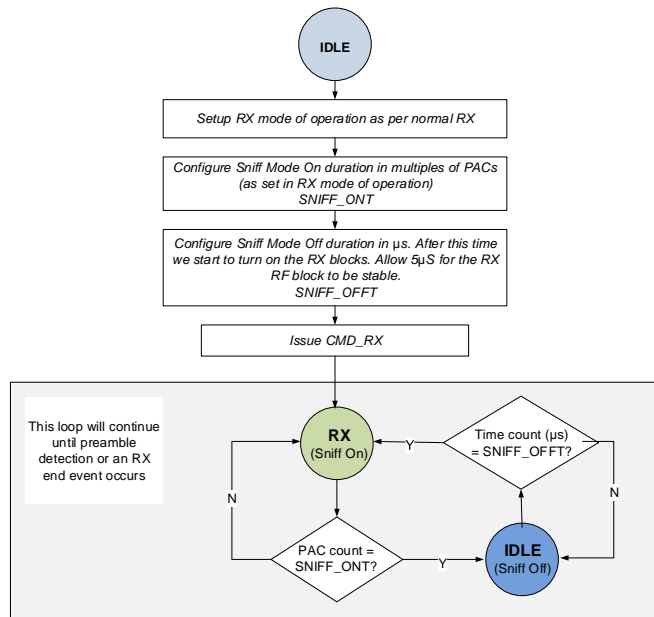 IDLE
Setup RX mode of operation as per normal RX
Configure Sniff Mode On duration in multiples of PACs
(as set in RX mode of operation)
SNIFF_ONT
Configure Sniff Mode Off duration in µs. After this time
we start to turn on the RX blocks. Allow 5µS for the RX
RF block to be stable.
SNIFF_OFFT
Issue CMD_RX
This loop will continue
until preamble
detection or an RX
end event occurs
RX
(Sniff On)
Y
Time count (µs)
= SNIFF_OFFT?
N
N
PAC count =
SNIFF_ONT?
Y
IDLE
(Sniff Off)